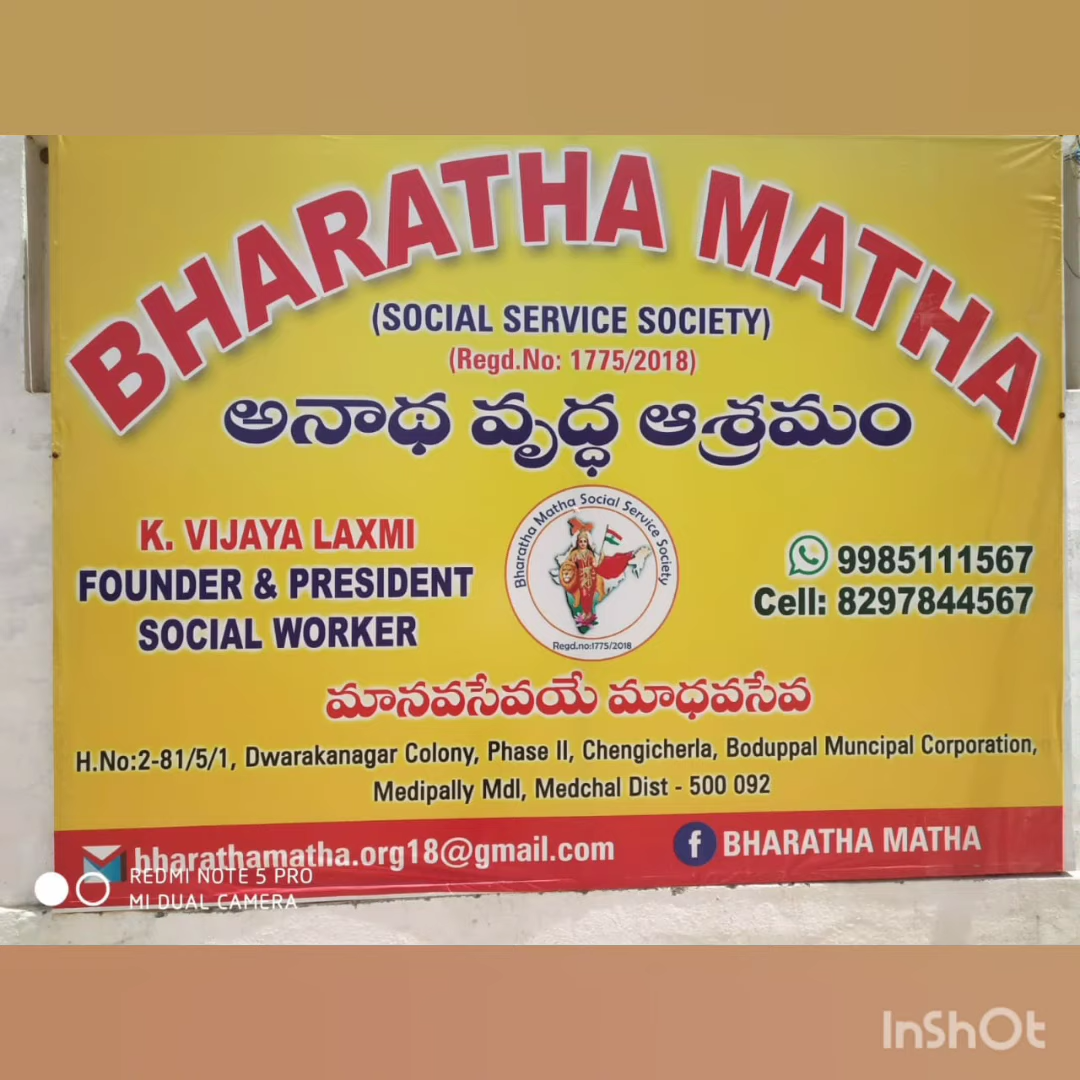 BHARATHA MATHA
(SOCIAL SERVICE SOCIETY)
(Regd.No: 1775/2018)
అనాథ వృద్ధ ఆశ్రమం
K. VIJAYA LAXMI
FOUNDER & PRESIDENT
SOCIAL WORKER
Bharatha Matha Social Service Society
Regd.no:1775/2018
9985111567
Cell: 8297844567
మానవసేవయే మాధవసేవ
H.No:2-81/5/1, Dwarakanagar Colony, Phase II, Chengicherla, Boduppal Muncipal Corporation,
Medipally Mdl, Medchal Dist - 500 092
bharathamatha.org18@gmail.com
BHARATHA MATHA
REDMI NOTE 5 PRO
MI DUAL CAMERA
InShOt